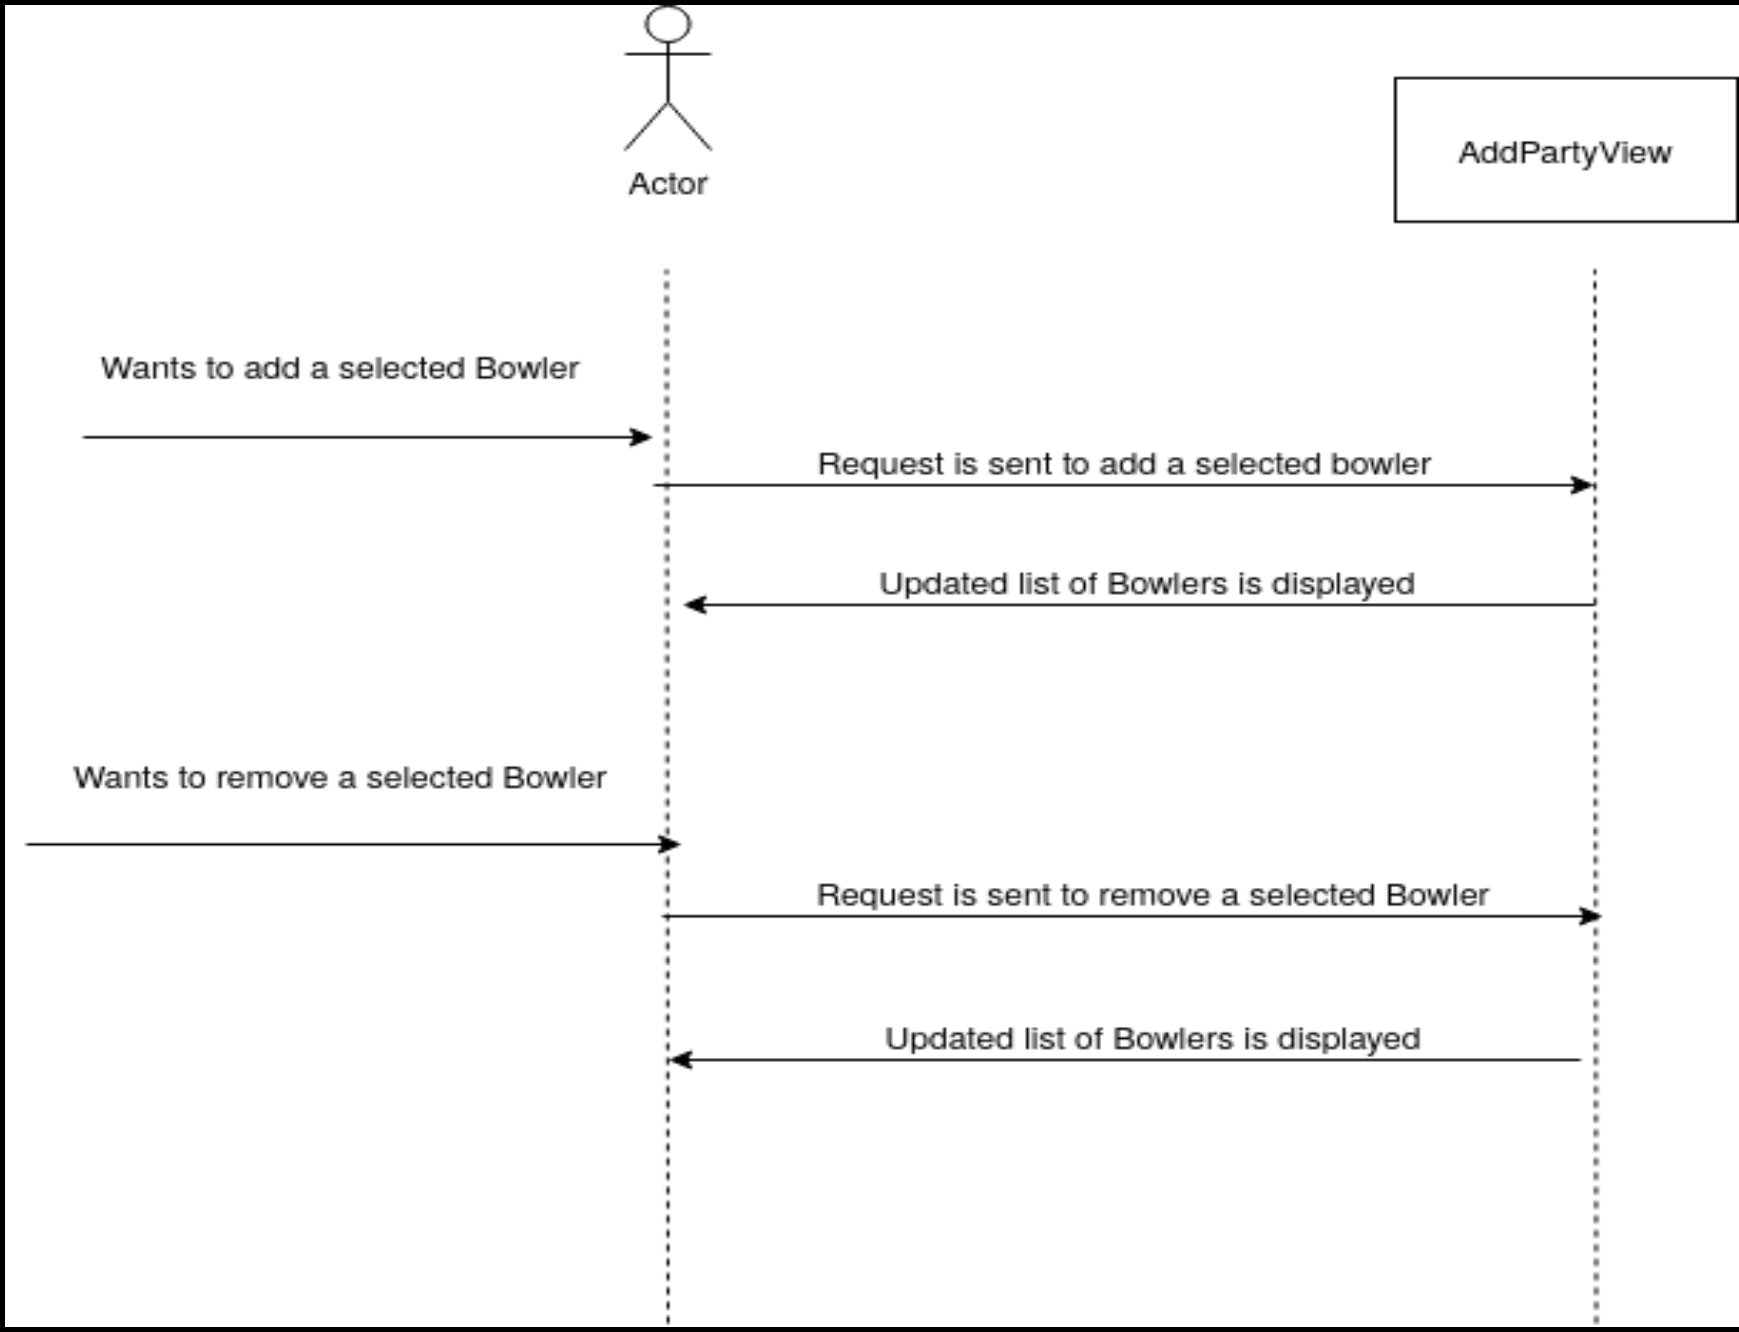 Actor
AddPartyView
Wants to add a selected Bowler
Request is sent to add a selected bowler
Updated list of Bowlers is displayed
Wants to remove a selected Bowler
Request is sent to remove a selected Bowler
Updated list of Bowlers is displayed